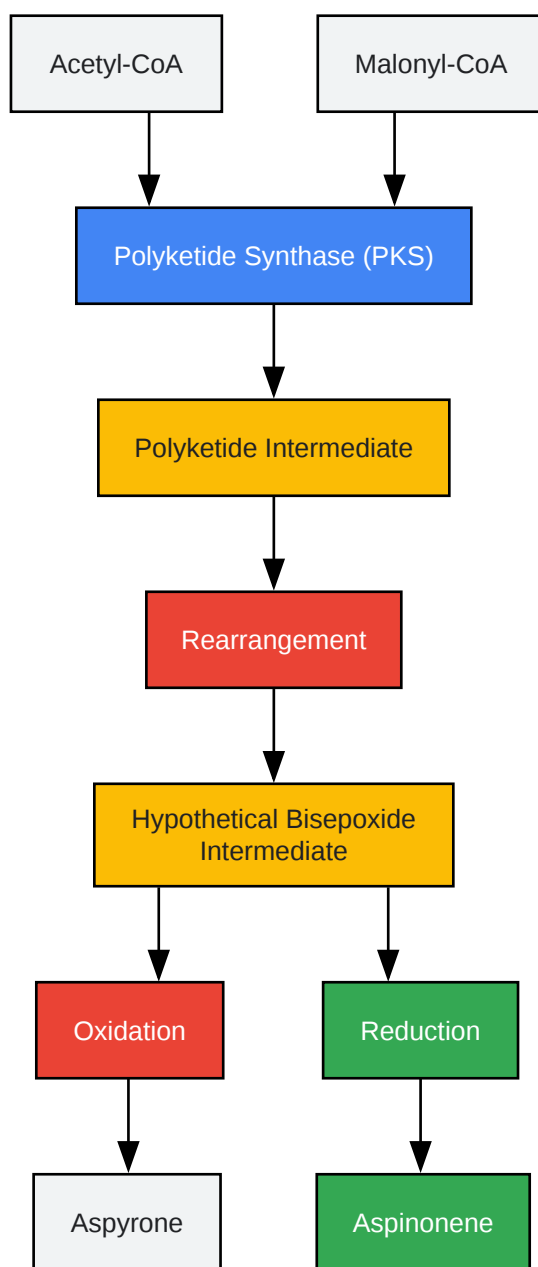 Acetyl-CoA
Malonyl-CoA
Polyketide Synthase (PKS)
Polyketide Intermediate
Rearrangement
Hypothetical Bisepoxide
Intermediate
Oxidation
Reduction
Aspyrone
Aspinonene